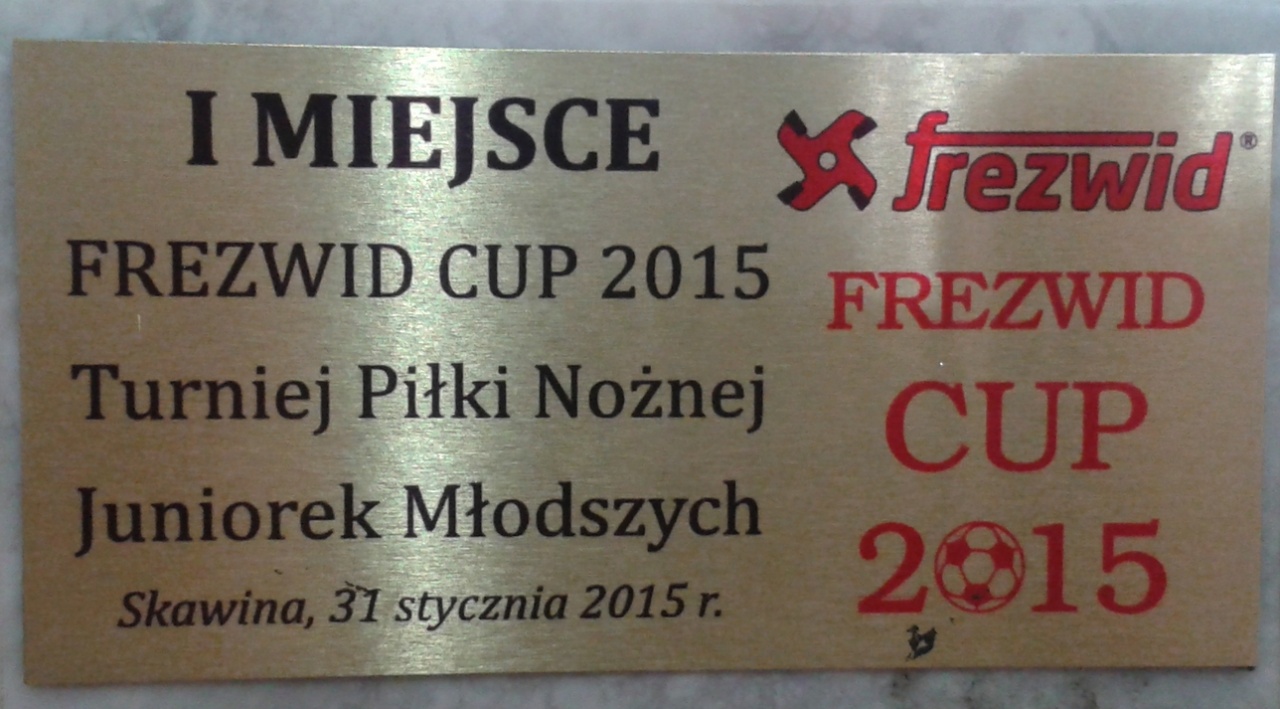 I MIEJSCE
FREZWID CUP 2015
Turniej Piłki Nożnej
Juniorek Młodszych
Skawina, 31 stycznia 2015 r.
frezwid®
FREZWID
CUP
2015